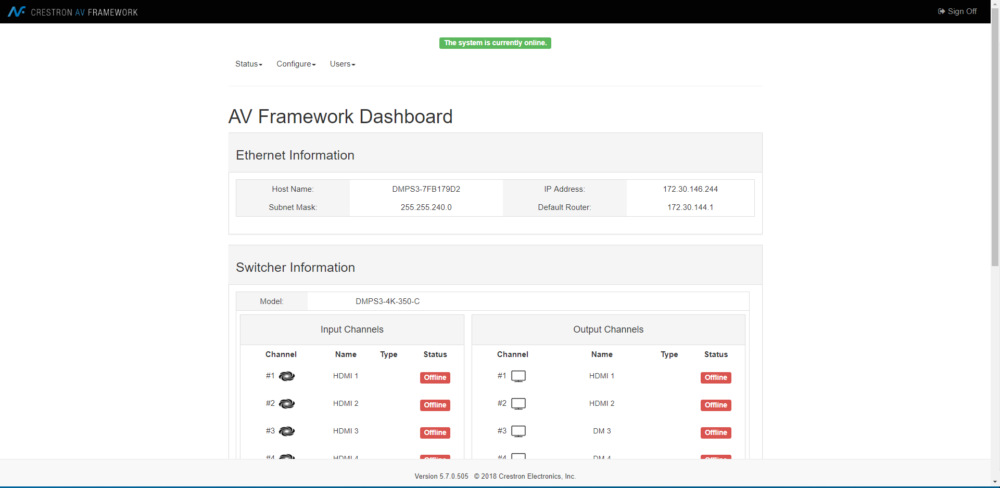 CRESTRON AV FRAMEWORK
Sign Off
The system is currently online.
Status Configure Users
AV Framework Dashboard
Ethernet Information
Host Name: DMPS3-7FB179D2 IP Address: 172.30.146.244
Subnet Mask: 255.255.240.0 Default Router: 172.30.144.1
Switcher Information
Model: DMPS3-4K-350-C
Input Channels
Channel Name Type Status
#1 HDMI 1 Offline
#2 HDMI 2 Offline
#3 HDMI 3 Offline
#4 HDMI 4 Offline
Output Channels
Channel Name Type Status
#1 HDMI 1 Offline
#2 HDMI 2 Offline
#3 DM 3 Offline
#4 DM 4 Offline
Version 5.7.0.505 © 2018 Crestron Electronics, Inc.